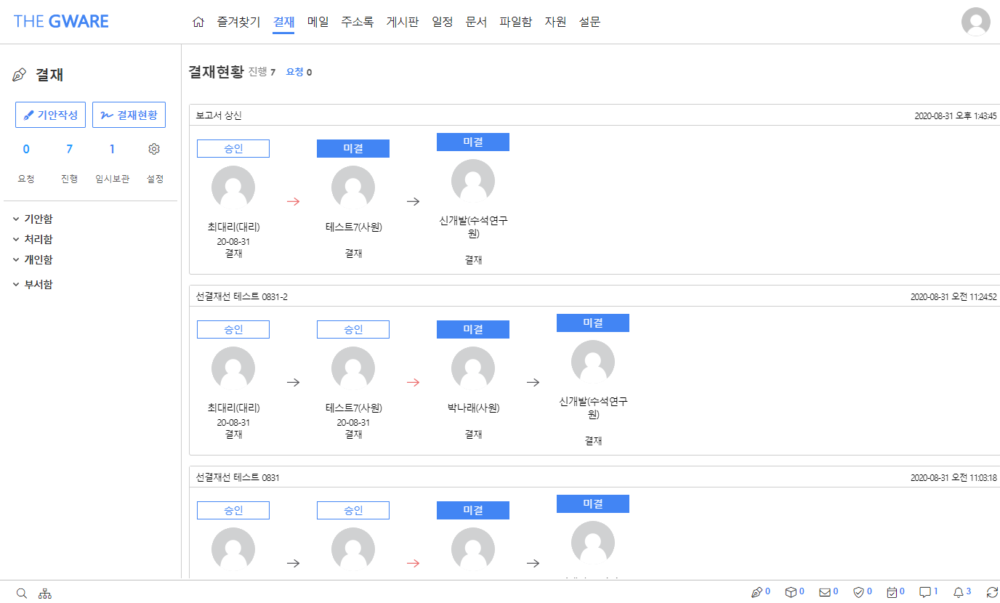 THE GWARE
즐겨찾기 결재 메일 주소록 게시판 일정 문서 파일함 자원 설문
결재
기안작성 결재현황
0 7 1
요청 진행 임시보관 설정
기안함
처리함
개인함
부서함
결재현황 진행 7 요청 0
보고서 상신 2020-08-31 오후 1:43:45
승인 미결 미결
최대리(대리) 테스트7(사원) 신개발(수석연구
원)
20-08-31
결재 결재 결재
선결재선 테스트 0831-2 2020-08-31 오전 11:24:52
승인 승인 미결 미결
최대리(대리) 테스트7(사원) 박나래(사원) 신개발(수석연구
원)
20-08-31 20-08-31
결재 결재 결재 결재
선결재선 테스트 0831 2020-08-31 오전 11:03:18
승인 승인 미결 미결
0 0 0 0 0 1 3